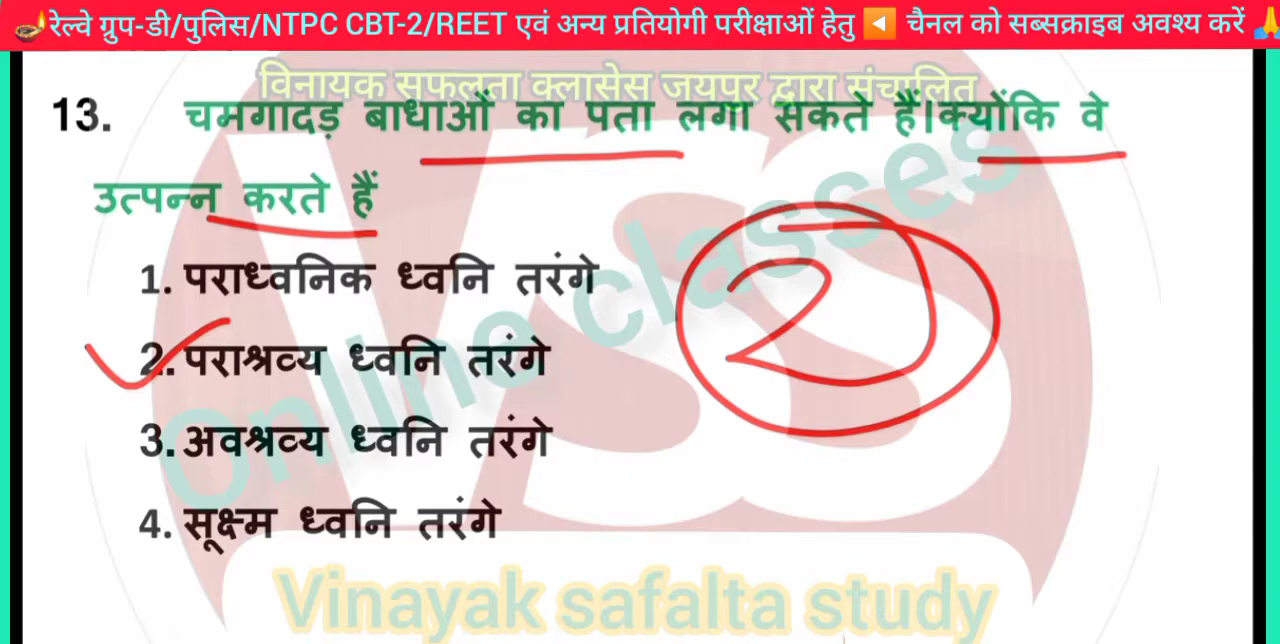 🪔रेल्वे ग्रुप-डी/पुलिस/NTPC CBT-2/REET एवं अन्य प्रतियोगी परीक्षाओं हेतु ◀ चैनल को सब्सक्राइब अवश्य करें 🙏
विनायक सफलता क्लासेस जयपुर द्वारा संचालित
13. चमगादड़ बाधाओं का पता लगा सकते हैं।क्योंकि वे
उत्पन्न करते हैं
1. पराध्वनिक ध्वनि तरंगे
2. पराश्रव्य ध्वनि तरंगे
3. अवश्रव्य ध्वनि तरंगे
4. सूक्ष्म ध्वनि तरंगे
2
VSS
Online classes
Vinayak safalta study